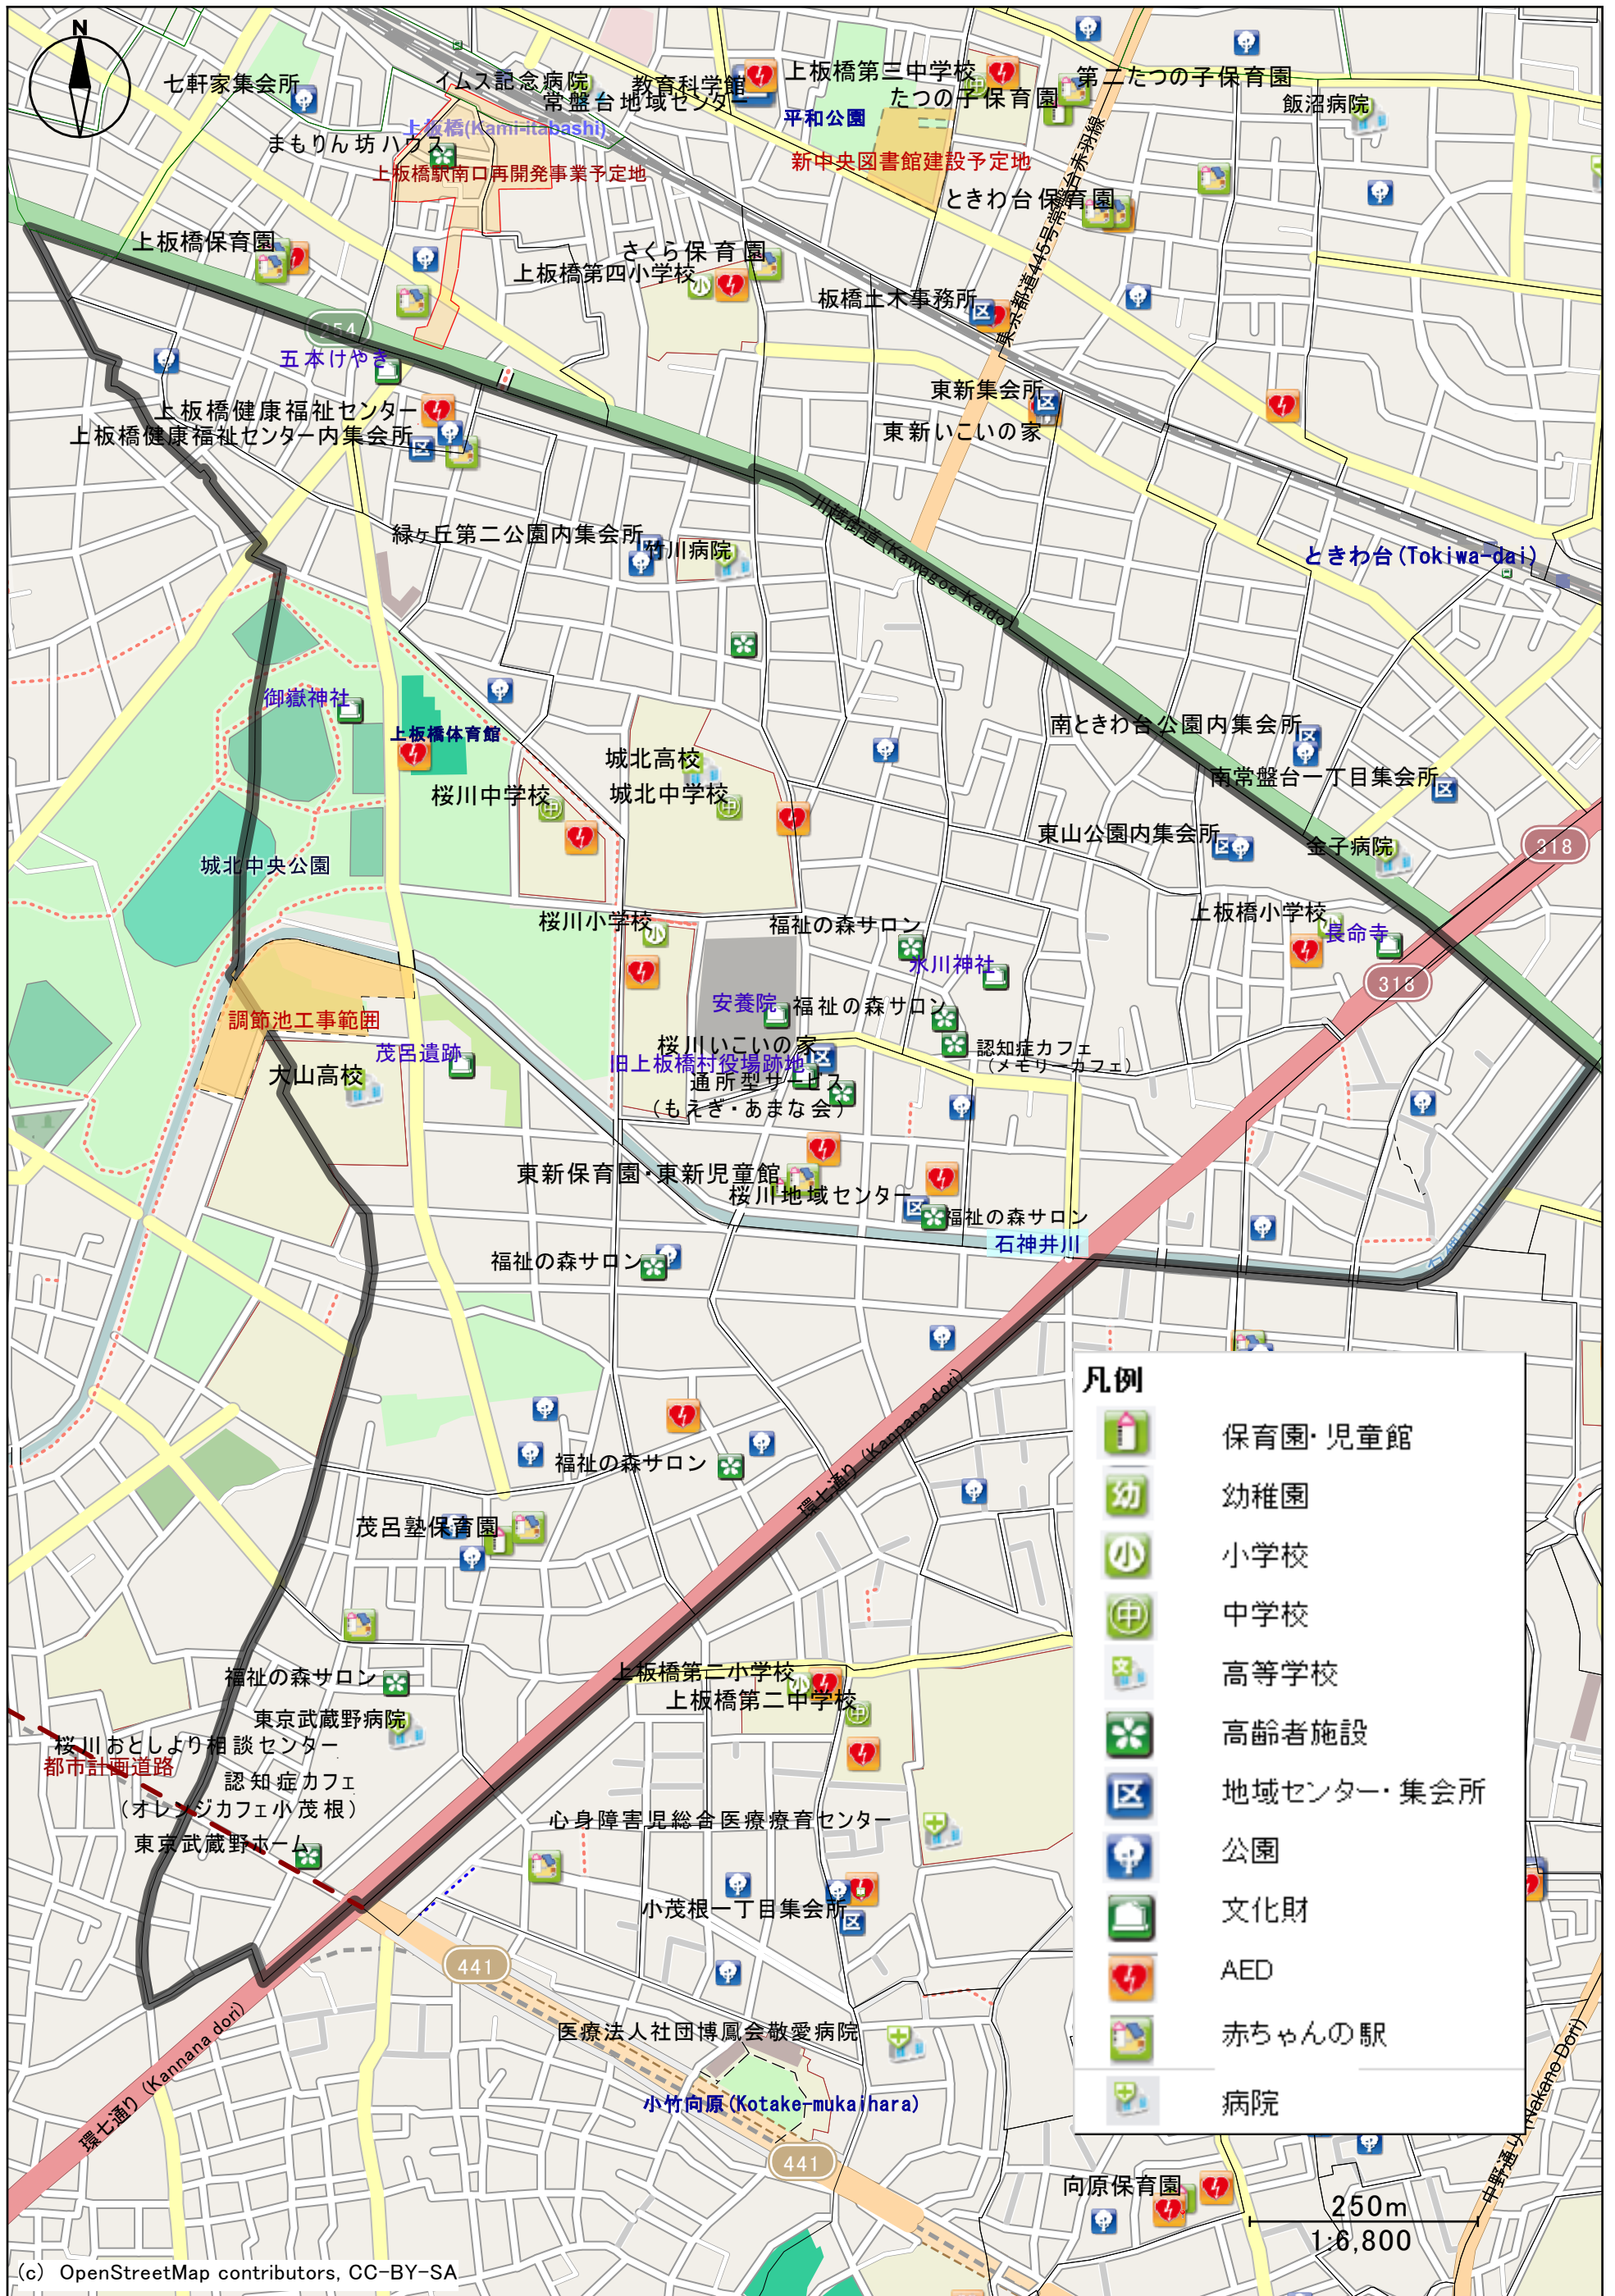 N
七軒家集会所
イムス記念病院
教育科学館
常盤台地域センター
上板橋第三中学校
たつの子保育園
第二たつの子保育園
飯沼病院
平和公園
上板橋(Kami-itabashi)
まもりん坊ハウス
上板橋駅南口再開発事業予定地
新中央図書館建設予定地
ときわ台保育園
東京都道445号常盤台赤羽線
上板橋保育園
さくら保育園
上板橋第四小学校
板橋土木事務所
254
五本けやき
東新集会所
東新いこいの家
上板橋健康福祉センター
上板橋健康福祉センター内集会所
川越街道 (Kawagoe Kaido)
緑ヶ丘第二公園内集会所
竹川病院
ときわ台(Tokiwa-dai)
御嶽神社
上板橋体育館
城北高校
城北中学校
桜川中学校
南ときわ台公園内集会所
南常盤台一丁目集会所
東山公園内集会所
金子病院
318
城北中央公園
桜川小学校
福祉の森サロン
上板橋小学校
長命寺
氷川神社
318
安養院
福祉の森サロン
調節池工事範囲
茂呂遺跡
大山高校
桜川いこいの家
旧上板橋村役場跡地
認知症カフェ
(メモリーカフェ)
通所型サービス
(もえぎ・あまな会)
東新保育園・東新児童館
桜川地域センター
福祉の森サロン
石神井川
福祉の森サロン
環七通り (Kannana dori)
福祉の森サロン
茂呂塾保育園
福祉の森サロン
上板橋第二小学校
上板橋第二中学校
東京武蔵野病院
桜川おとしより相談センター
都市計画道路
認知症カフェ
(オレンジカフェ小茂根)
東京武蔵野ホーム
心身障害児総合医療療育センター
小茂根一丁目集会所
441
医療法人社団博鳳会敬愛病院
小竹向原(Kotake-mukaihara)
441
環七通り (Kannana dori)
中野通り (Nakano Dori)
向原保育園
凡例
保育園・児童館
幼 幼稚園
小 小学校
中 中学校
文 高等学校
高齢者施設
区 地域センター・集会所
公園
文化財
AED
赤ちゃんの駅
病院
250m
1:6,800
(c) OpenStreetMap contributors, CC-BY-SA